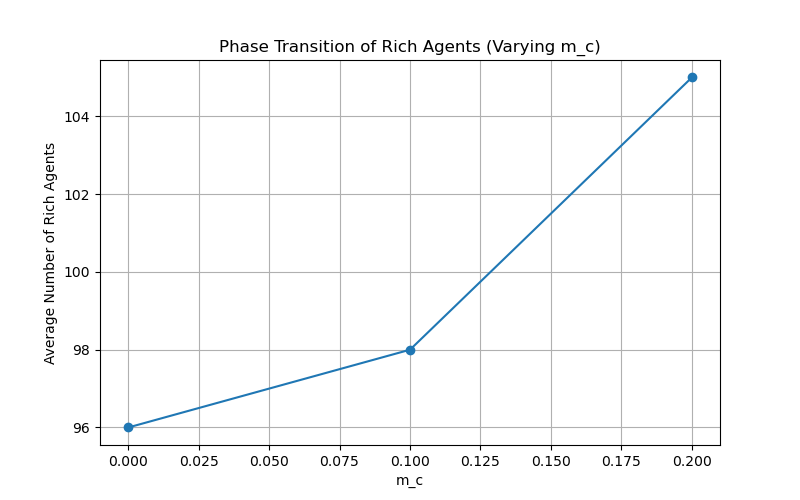 Phase Transition of Rich Agents (Varying m_c)
Average Number of Rich Agents
104
102
100
98
96
0.000 0.025 0.050 0.075 0.100 0.125 0.150 0.175 0.200
m_c